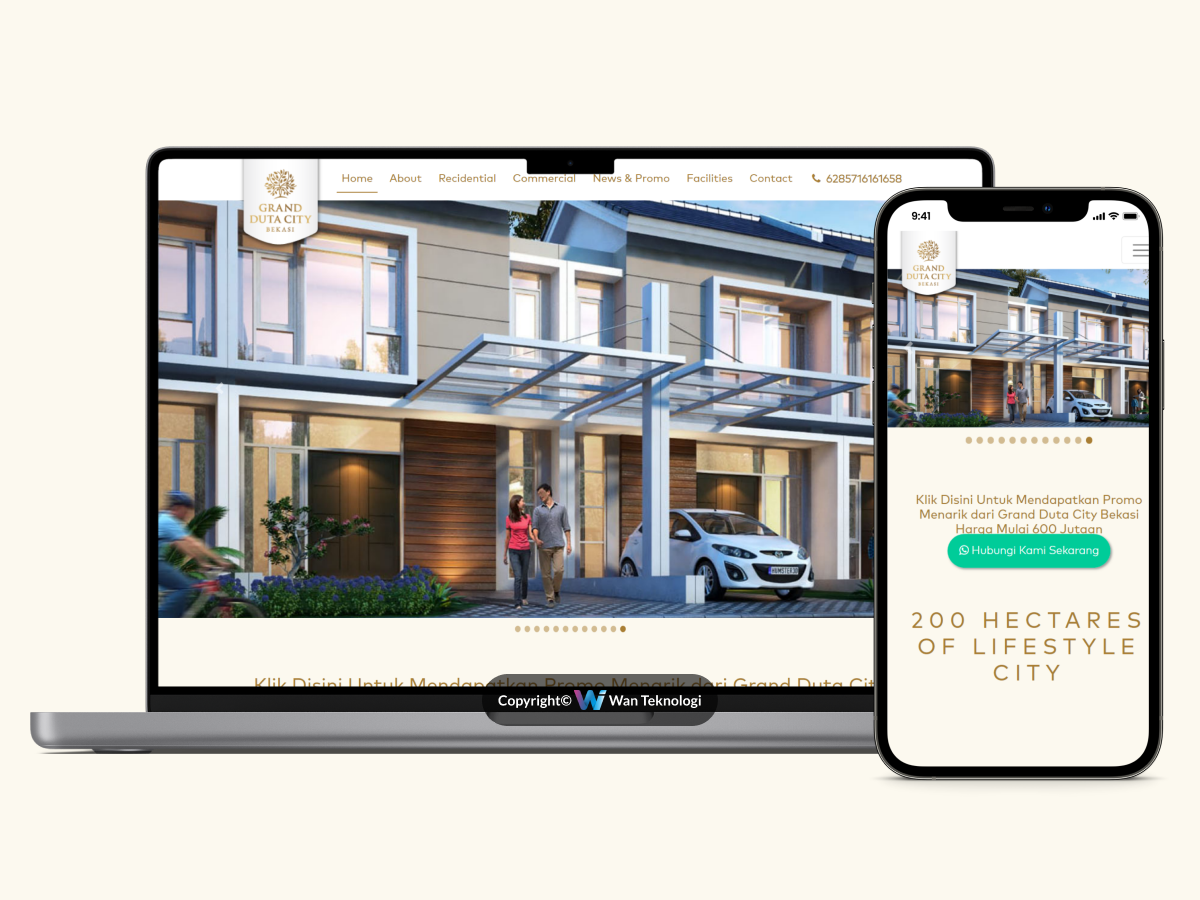 GRAND
DUTA CITY
BEKASI
Home About Residential Commercial News & Promo Facilities Contact 6285716161658
HUMSTER3D
Klik Disini Untuk Mendapatkan Promo Menarik dari Grand Duta Cit
Copyright© Wan Teknologi
9:41
GRAND
DUTA CITY
BEKASI
Klik Disini Untuk Mendapatkan Promo
Menarik dari Grand Duta City Bekasi
Harga Mulai 600 Jutaan
Hubungi Kami Sekarang
200 HECTARES
OF LIFESTYLE
CITY